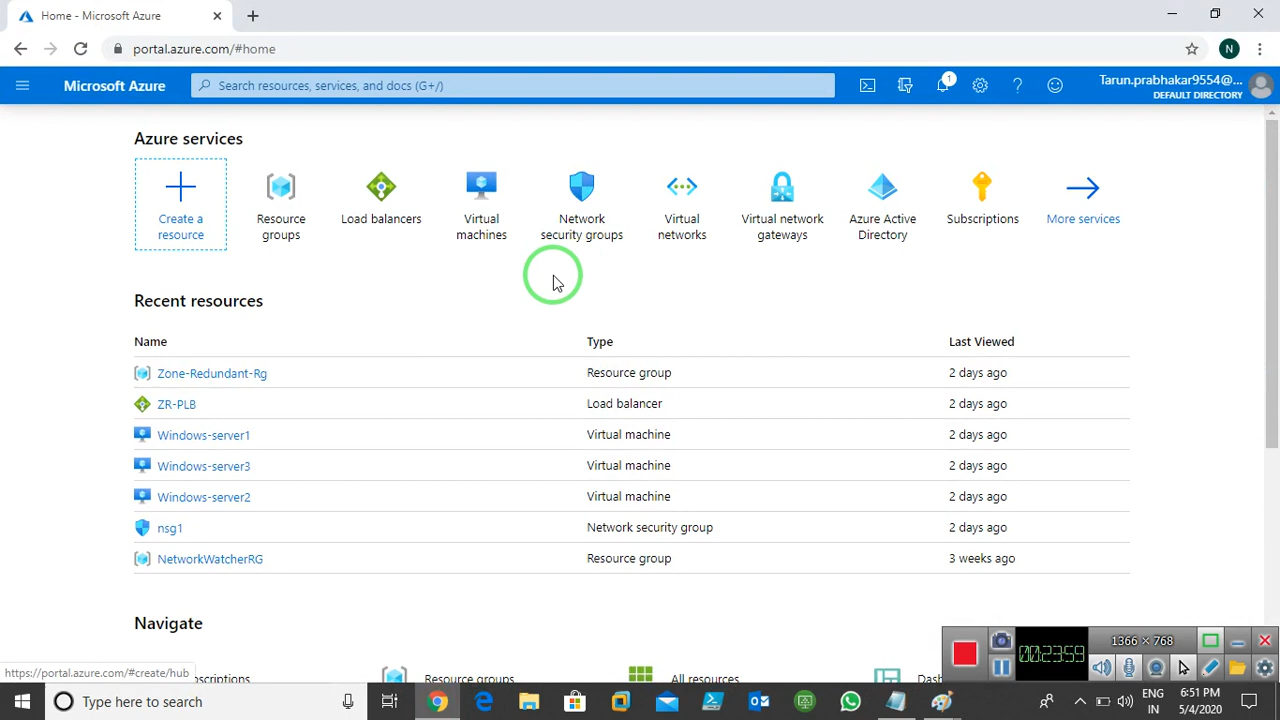 Home - Microsoft Azure
portal.azure.com/#home
N
Microsoft Azure
Search resources, services, and docs (G+/)
1
Tarun.prabhakar9554@...
DEFAULT DIRECTORY
Azure services
Create a resource
Resource groups
Load balancers
Virtual machines
Network security groups
Virtual networks
Virtual network gateways
Azure Active Directory
Subscriptions
More services
Recent resources
Name Type Last Viewed
Zone-Redundant-Rg Resource group 2 days ago
ZR-PLB Load balancer 2 days ago
Windows-server1 Virtual machine 2 days ago
Windows-server3 Virtual machine 2 days ago
Windows-server2 Virtual machine 2 days ago
nsg1 Network security group 2 days ago
NetworkWatcherRG Resource group 3 weeks ago
Navigate
1366 × 768
00:23:59
https://portal.azure.com/#create/hub
Resource groups
All resources
Type here to search
ENG
IN
6:51 PM
5/4/2020